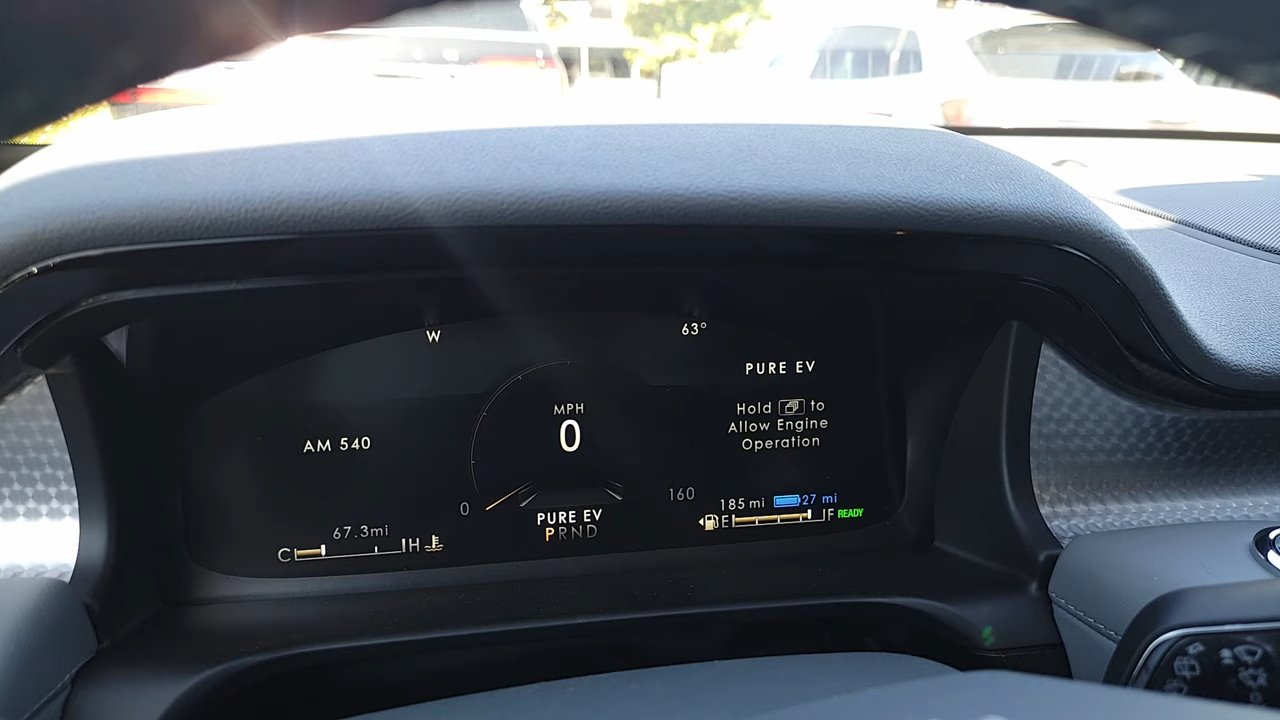 W
63°
PURE EV
Hold to
Allow Engine
Operation
AM 540
MPH
0
0
160
67.3mi
C H
PURE EV
PRND
185 mi 27 mi
E F READY